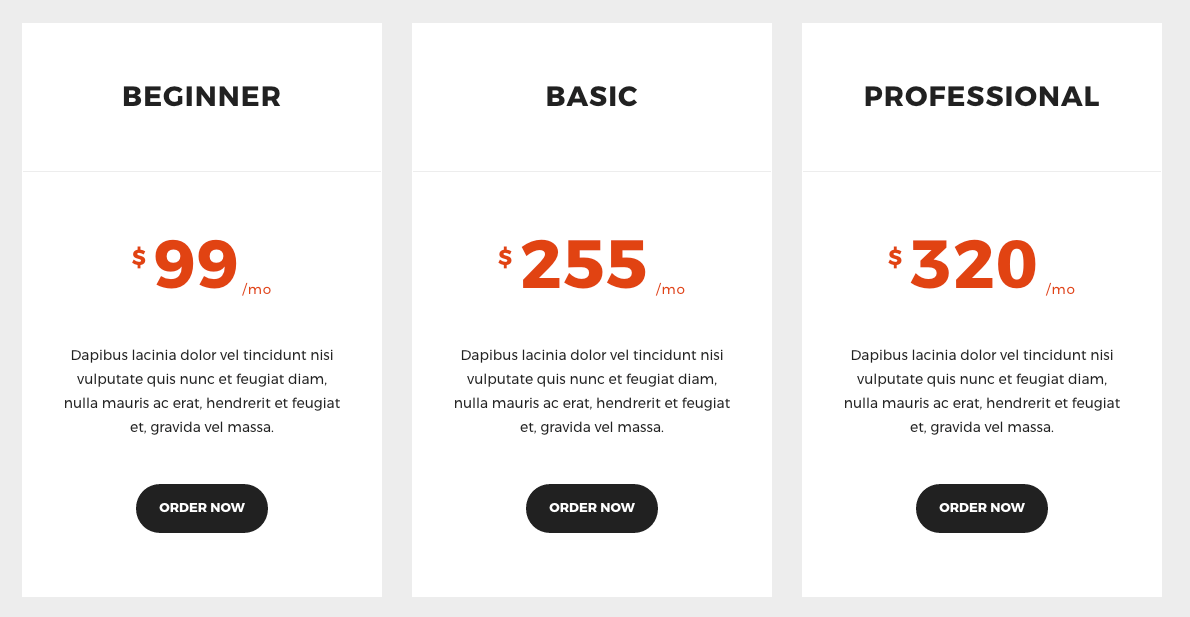 BEGINNER
$ 99 /mo
Dapibus lacinia dolor vel tincidunt nisi
vulputate quis nunc et feugiat diam,
nulla mauris ac erat, hendrerit et feugiat
et, gravida vel massa.
ORDER NOW
BASIC
$ 255 /mo
Dapibus lacinia dolor vel tincidunt nisi
vulputate quis nunc et feugiat diam,
nulla mauris ac erat, hendrerit et feugiat
et, gravida vel massa.
ORDER NOW
PROFESSIONAL
$ 320 /mo
Dapibus lacinia dolor vel tincidunt nisi
vulputate quis nunc et feugiat diam,
nulla mauris ac erat, hendrerit et feugiat
et, gravida vel massa.
ORDER NOW